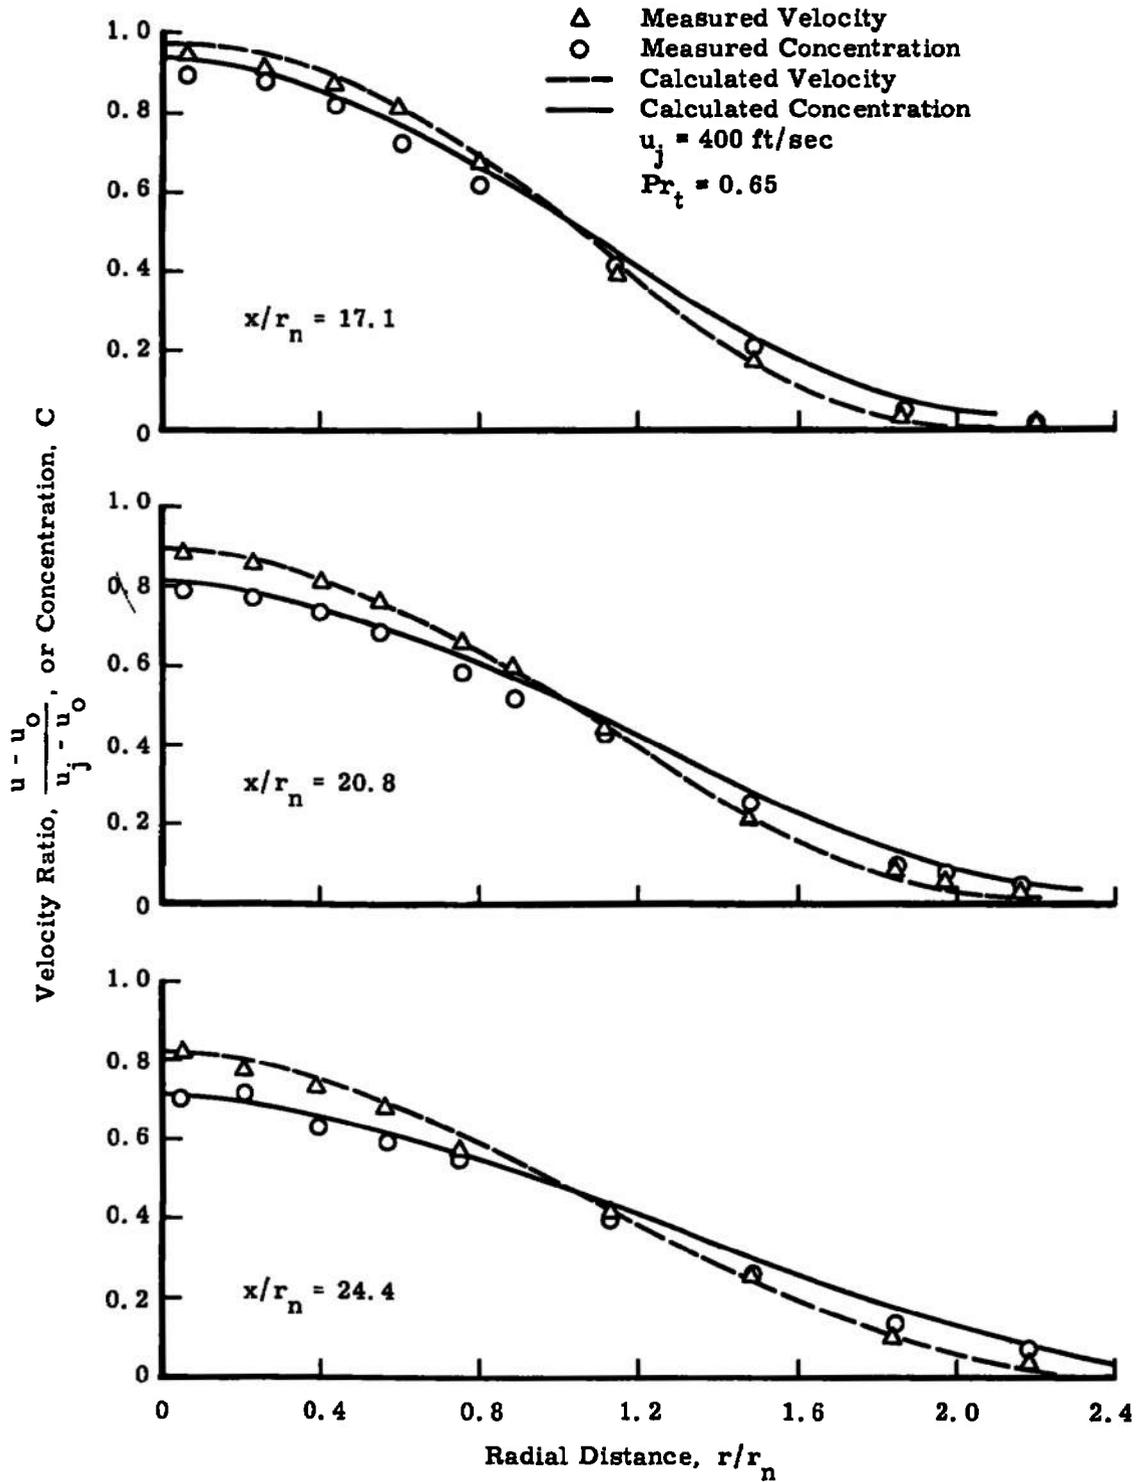 Measured Velocity
Measured Concentration
Calculated Velocity
Calculated Concentration
u_j = 400 ft/sec
Pr_t = 0.65
1.0
0.8
0.6
0.4
0.2
0
x/r_n = 17.1
1.0
0.8
0.6
0.4
0.2
0
x/r_n = 20.8
1.0
0.8
0.6
0.4
0.2
0
x/r_n = 24.4
0 0.4 0.8 1.2 1.6 2.0 2.4
Radial Distance, r/r_n
Velocity Ratio, (u - u_o)/(u_j - u_o), or Concentration, C